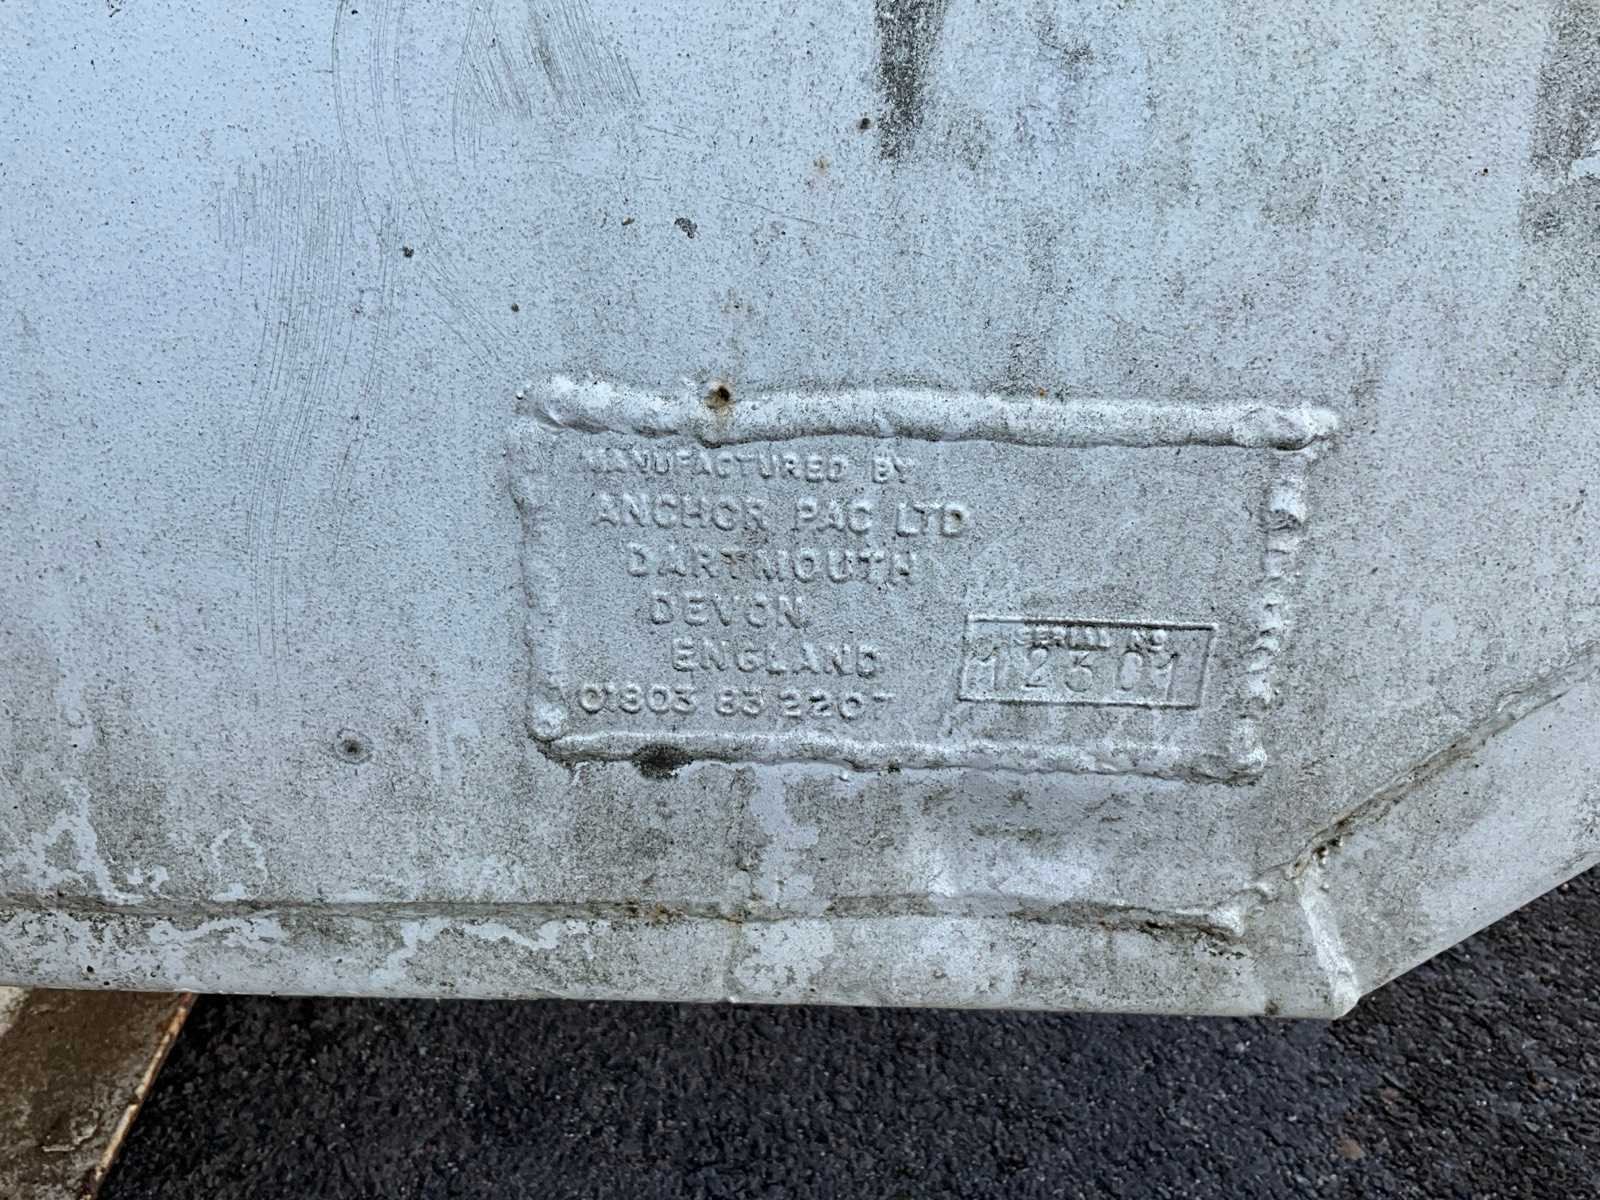 MANUFACTURED BY
ANCHOR PAC LTD
DARTMOUTH
DEVON
ENGLAND
01803 83 2207
SERIAL NO
12301